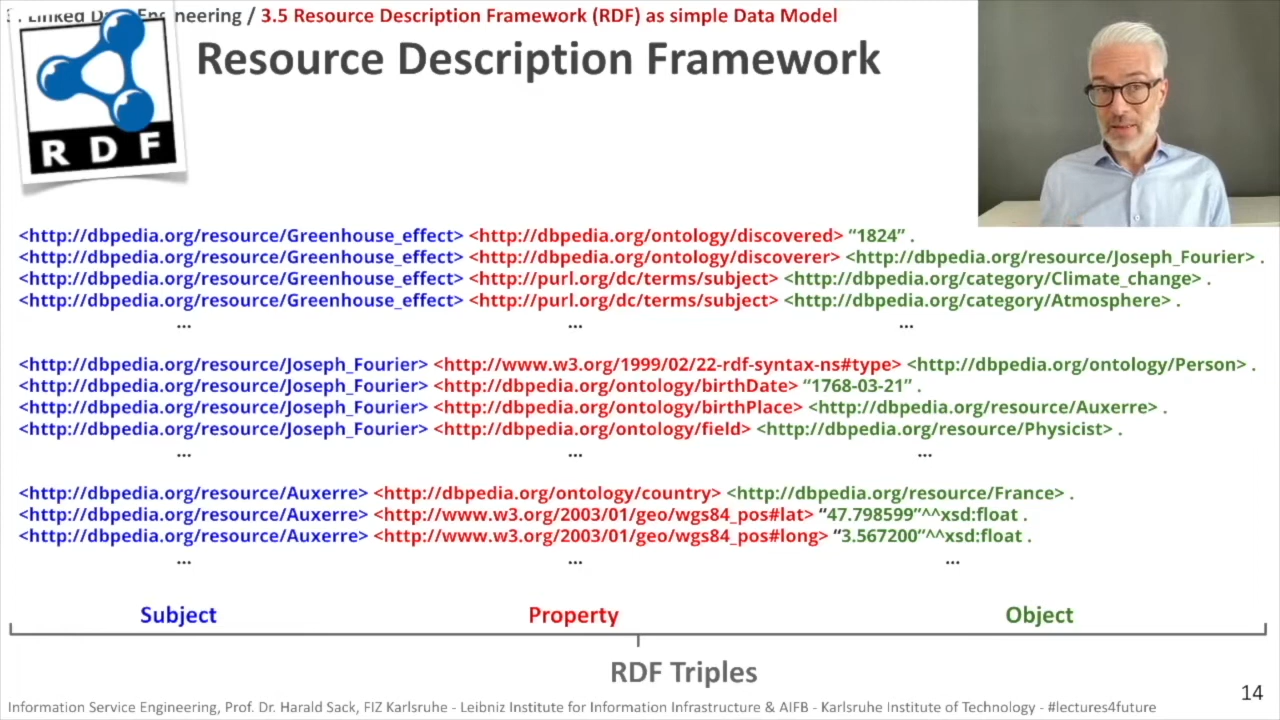 3. Linked Data Engineering / 3.5 Resource Description Framework (RDF) as simple Data Model
Resource Description Framework
RDF
<http://dbpedia.org/resource/Greenhouse_effect> <http://dbpedia.org/ontology/discovered> “1824” .
<http://dbpedia.org/resource/Greenhouse_effect> <http://dbpedia.org/ontology/discoverer> <http://dbpedia.org/resource/Joseph_Fourier> .
<http://dbpedia.org/resource/Greenhouse_effect> <http://purl.org/dc/terms/subject> <http://dbpedia.org/category/Climate_change> .
<http://dbpedia.org/resource/Greenhouse_effect> <http://purl.org/dc/terms/subject> <http://dbpedia.org/category/Atmosphere> .
... ... ...
<http://dbpedia.org/resource/Joseph_Fourier> <http://www.w3.org/1999/02/22-rdf-syntax-ns#type> <http://dbpedia.org/ontology/Person> .
<http://dbpedia.org/resource/Joseph_Fourier> <http://dbpedia.org/ontology/birthDate> “1768-03-21” .
<http://dbpedia.org/resource/Joseph_Fourier> <http://dbpedia.org/ontology/birthPlace> <http://dbpedia.org/resource/Auxerre> .
<http://dbpedia.org/resource/Joseph_Fourier> <http://dbpedia.org/ontology/field> <http://dbpedia.org/resource/Physicist> .
... ... ...
<http://dbpedia.org/resource/Auxerre> <http://dbpedia.org/ontology/country> <http://dbpedia.org/resource/France> .
<http://dbpedia.org/resource/Auxerre> <http://www.w3.org/2003/01/geo/wgs84_pos#lat> “47.798599”^^xsd:float .
<http://dbpedia.org/resource/Auxerre> <http://www.w3.org/2003/01/geo/wgs84_pos#long> “3.567200”^^xsd:float .
... ... ...
Subject Property Object
RDF Triples
14
Information Service Engineering, Prof. Dr. Harald Sack, FIZ Karlsruhe - Leibniz Institute for Information Infrastructure & AIFB - Karlsruhe Institute of Technology - #lectures4future